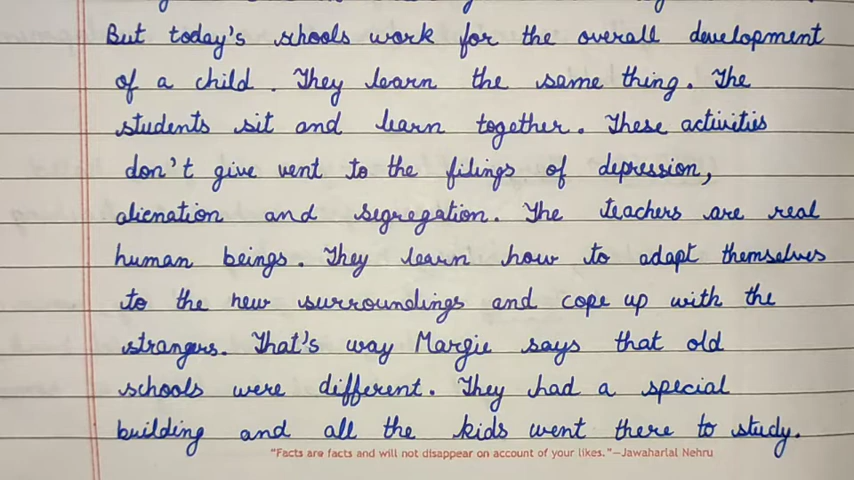 But today's schools work for the overall development
of a child. They learn the same thing. The
students sit and learn together. These activities
don't give vent to the filings of depression,
alienation and segregation. The teachers are real
human beings. They learn how to adapt themselves
to the new surroundings and cope up with the
strangers. That's way Margie says that old
schools were different. They had a special
building and all the kids went there to study.
"Facts are facts and will not disappear on account of your likes."—Jawaharlal Nehru